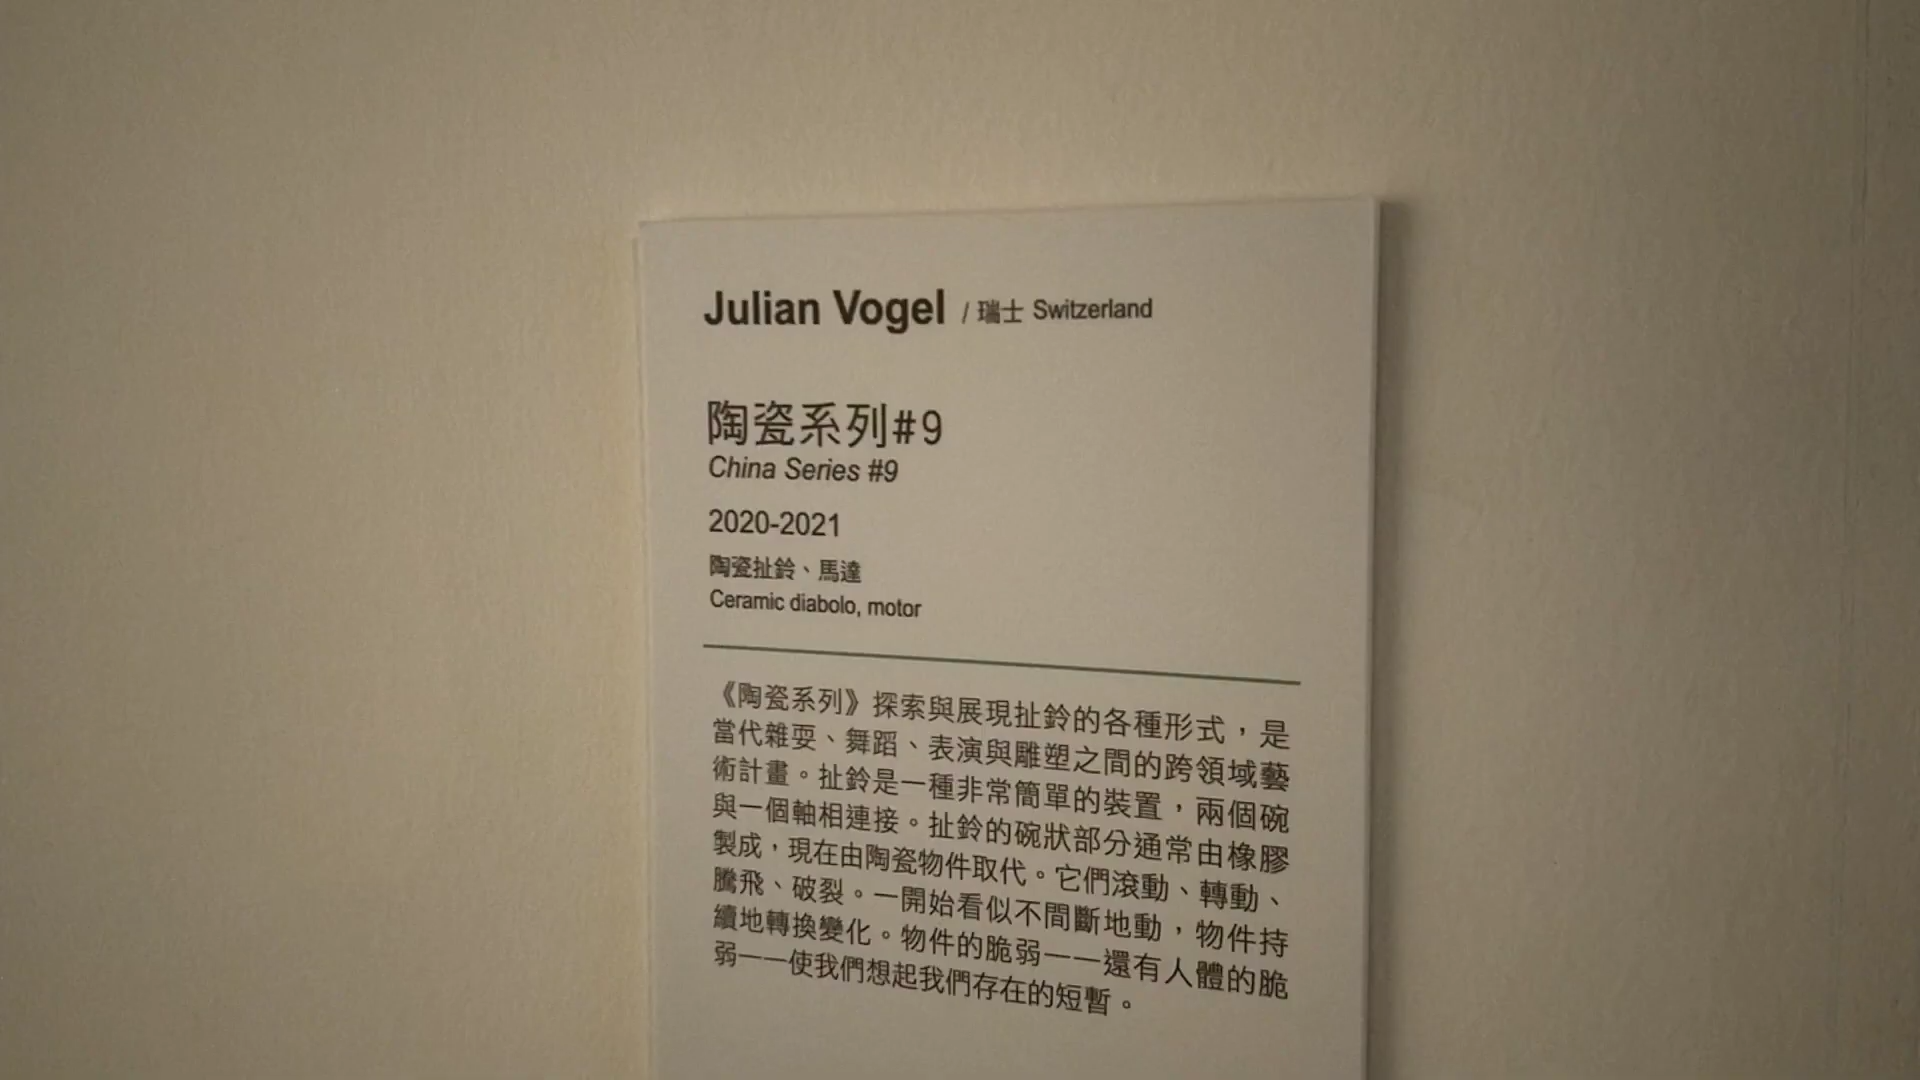 Julian Vogel / 瑞士 Switzerland
陶瓷系列#9
China Series #9
2020-2021
陶瓷扯鈴、馬達
Ceramic diabolo, motor
《陶瓷系列》探索與展現扯鈴的各種形式，是
當代雜耍、舞蹈、表演與雕塑之間的跨領域藝
術計畫。扯鈴是一種非常簡單的裝置，兩個碗
與一個軸相連接。扯鈴的碗狀部分通常由橡膠
製成，現在由陶瓷物件取代。它們滾動、轉動、
騰飛、破裂。一開始看似不間斷地動，物件持
續地轉換變化。物件的脆弱——還有人體的脆
弱——使我們想起我們存在的短暫。